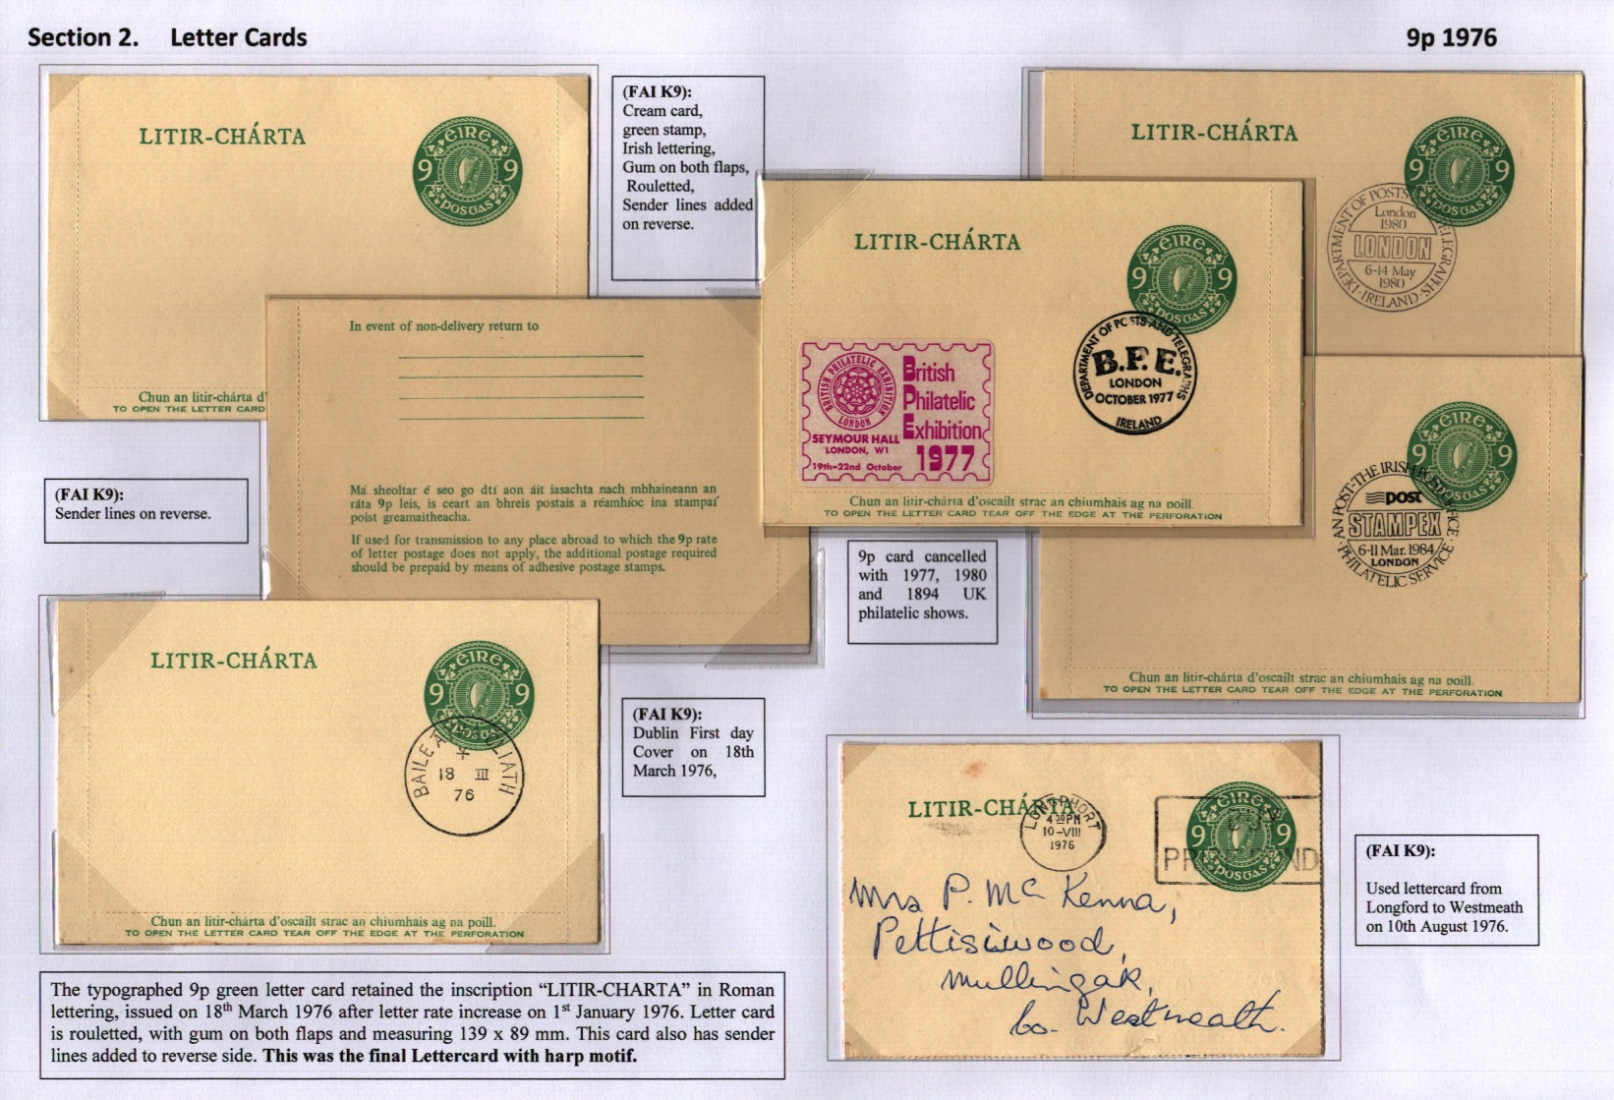 Section 2. Letter Cards
9p 1976
LITIR-CHÁRTA
ÉIRE
9 9
POSTAS
Chun an litir-chárta d'
TO OPEN THE LETTER CARD
(FAI K9):
Cream card,
green stamp,
Irish lettering,
Gum on both flaps,
Rouletted,
Sender lines added
on reverse.
In event of non-delivery return to
Má sheoltar é seo go dtí aon áit iasachta nach mbhaineann an
ráta 9p leis, is ceart an bhreis postais a réamhíoc ina stampaí
poist greamaitheacha.
If used for transmission to any place abroad to which the 9p rate
of letter postage does not apply, the additional postage required
should be prepaid by means of adhesive postage stamps.
(FAI K9):
Sender lines on reverse.
LITIR-CHÁRTA
ÉIRE
9 9
POSTAS
DEPARTMENT OF POSTS AND TELEGRAPHS
B.P.E.
LONDON
OCTOBER 1977
IRELAND
BRITISH PHILATELIC EXHIBITION
LONDON
British
Philatelic
Exhibition
1977
SEYMOUR HALL
LONDON, W1
19th-22nd October
Chun an litir-chárta d'oscailt strac an chiumhais ag na poill.
TO OPEN THE LETTER CARD TEAR OFF THE EDGE AT THE PERFORATION
LITIR-CHÁRTA
ÉIRE
9 9
POSTAS
DEPARTMENT OF POSTS TELEGRAPHS
London
1980
LONDON
6-14 May
1980
IRELAND
ÉIRE
9
AN POST-THE IRISH POST OFFICE
post
STAMPEX
6-11 Mar. 1984
LONDON
PHILATELIC SERVICE
Chun an litir-chárta d'oscailt strac an chiumhais ag na poill.
TO OPEN THE LETTER CARD TEAR OFF THE EDGE AT THE PERFORATION
9p card cancelled
with 1977, 1980
and 1894 UK
philatelic shows.
LITIR-CHÁRTA
ÉIRE
9 9
POSTAS
BAILE ÁTHA CLIATH
18 III
76
Chun an litir-chárta d'oscailt strac an chiumhais ag na poill.
TO OPEN THE LETTER CARD TEAR OFF THE EDGE AT THE PERFORATION
(FAI K9):
Dublin First day
Cover on 18th
March 1976,
LITIR-CHÁRTA
LONGPHORT
4 30PM
10-VIII
1976
ÉIRE
9 9
POSTAS
Mrs P. McKenna,
Pettiswood,
Mullingar,
Co. Westmeath.
(FAI K9):
Used lettercard from
Longford to Westmeath
on 10th August 1976.
The typographed 9p green letter card retained the inscription “LITIR-CHARTA” in Roman
lettering, issued on 18th March 1976 after letter rate increase on 1st January 1976. Letter card
is rouletted, with gum on both flaps and measuring 139 x 89 mm. This card also has sender
lines added to reverse side. This was the final Lettercard with harp motif.